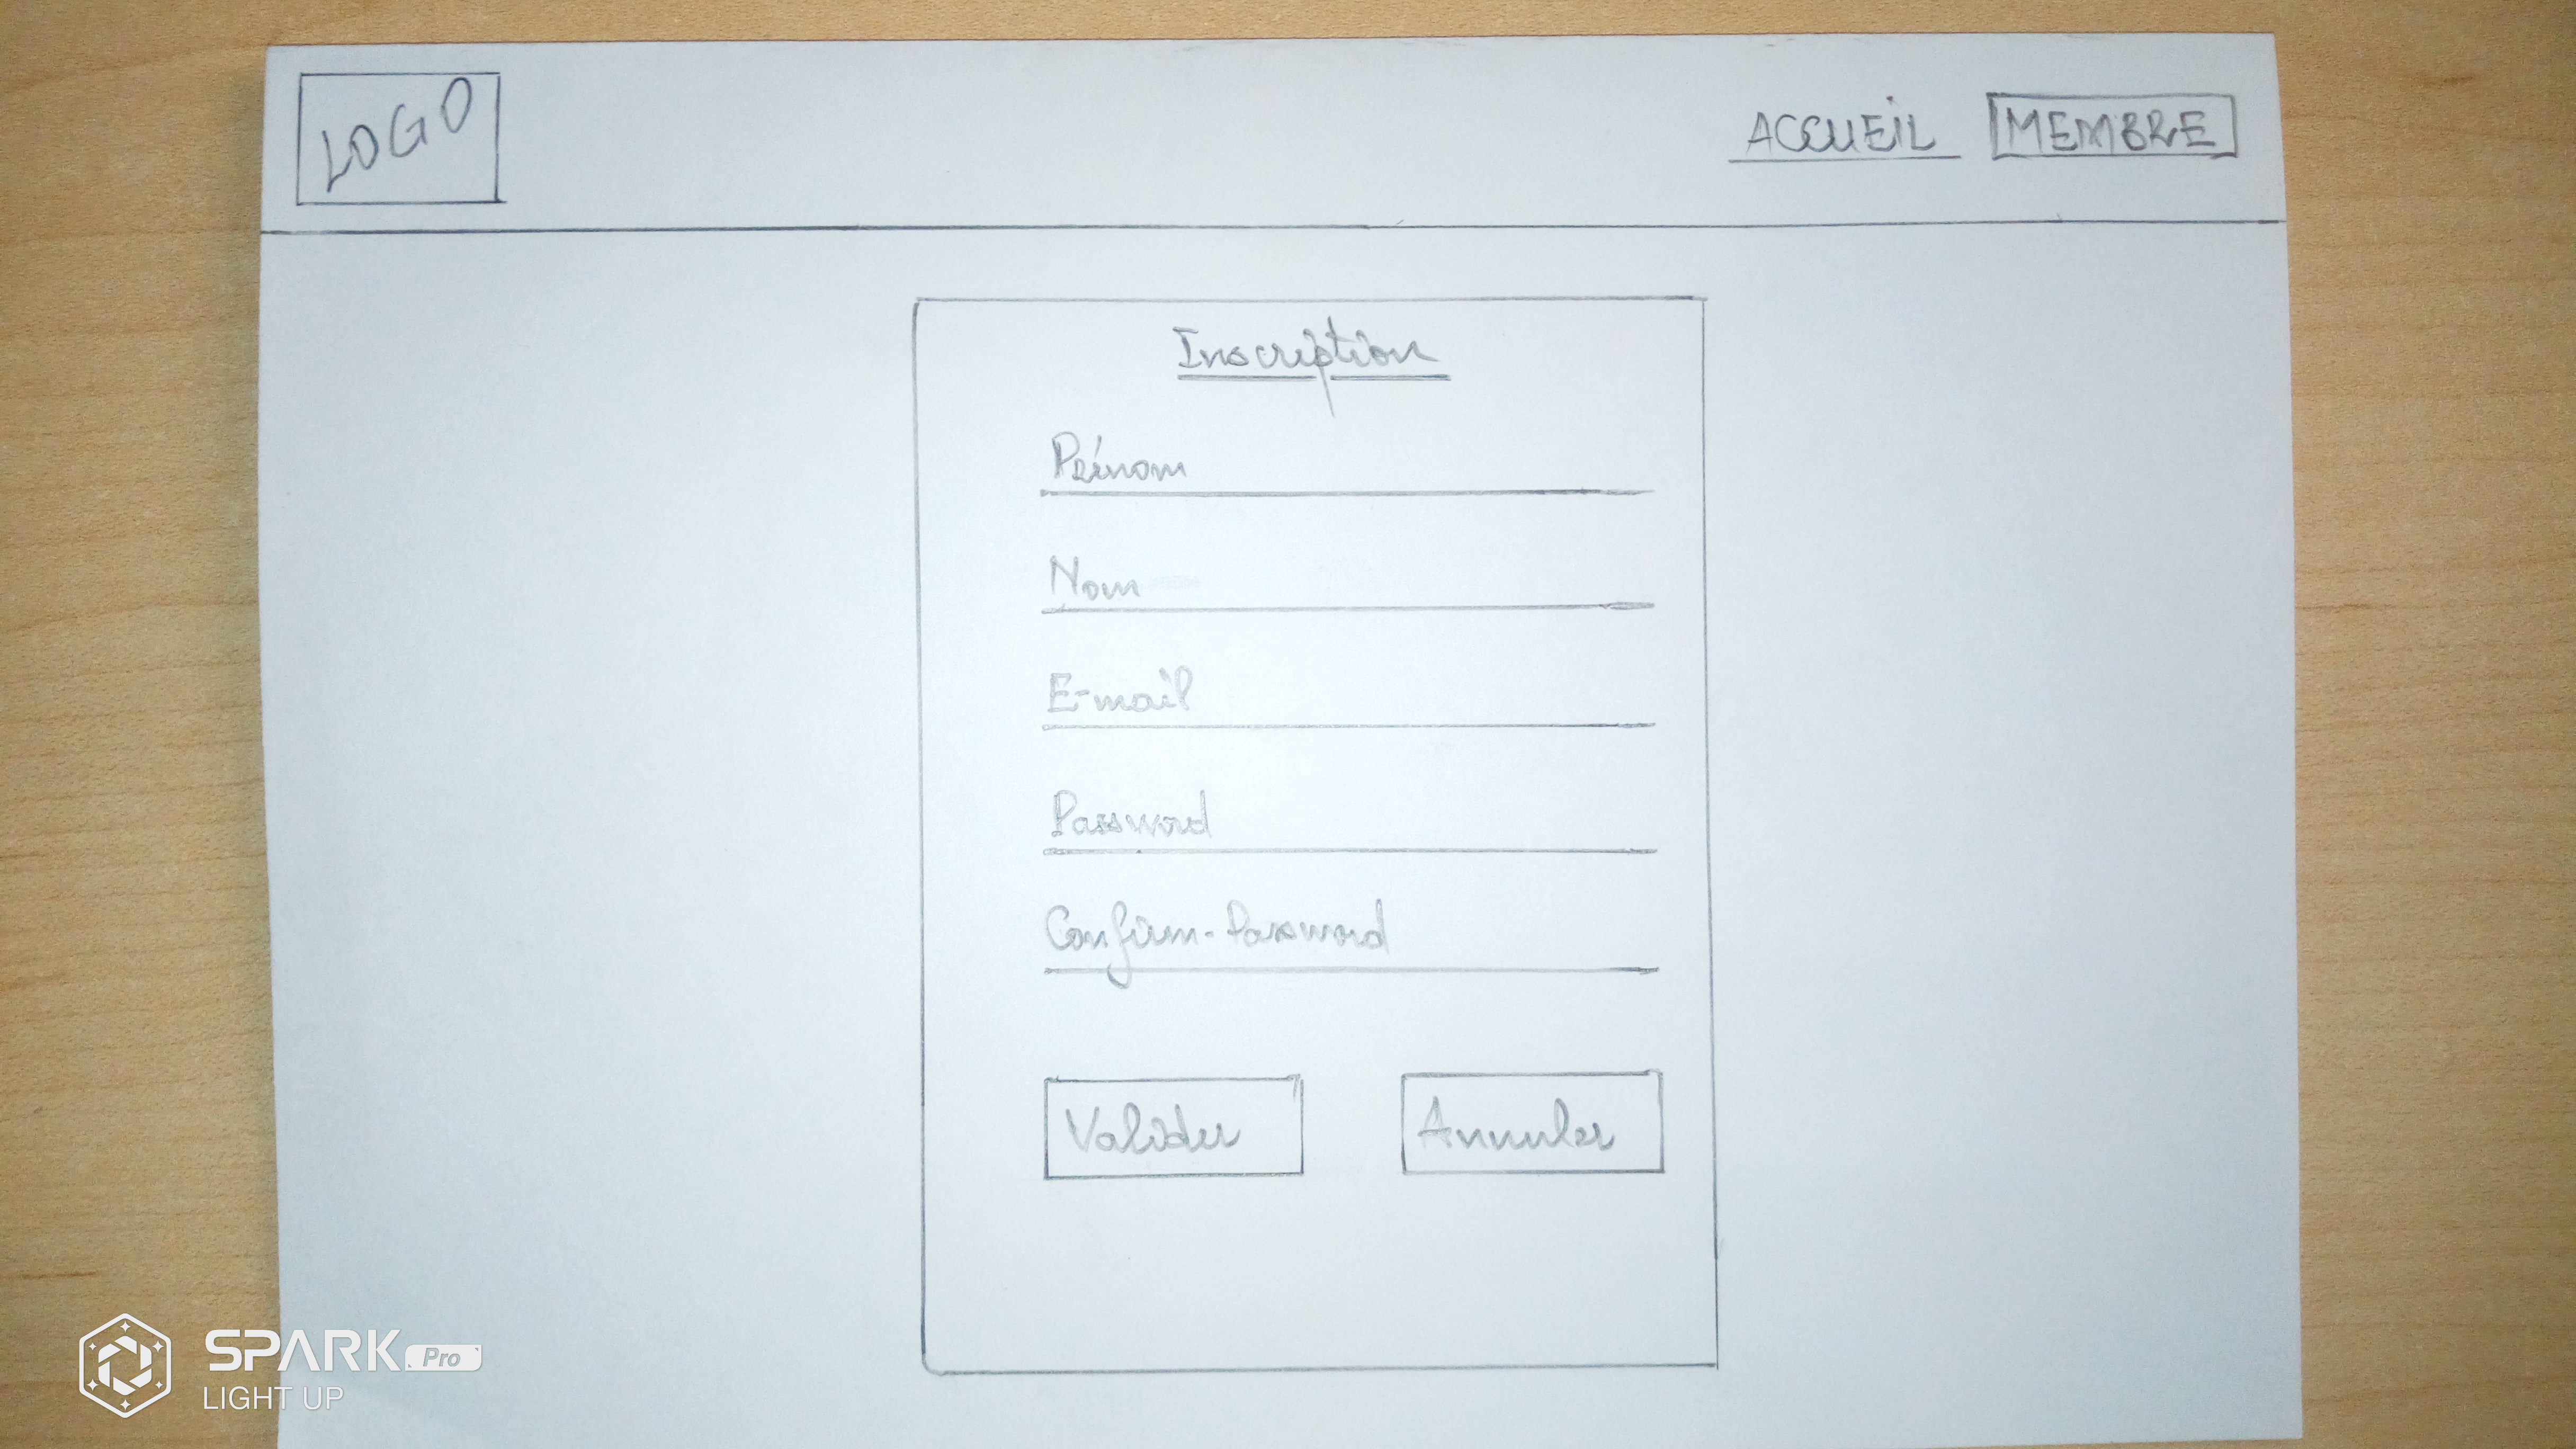 LOGO
ACCUEIL MEMBRE
Inscription
Prénom
Nom
E-mail
Password
Confirm-Password
Valider Annuler
SPARK Pro
LIGHT UP